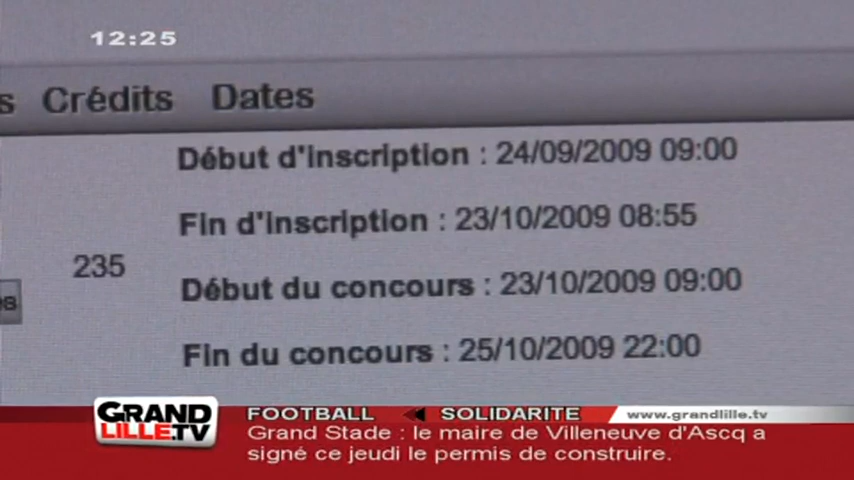 12:25
s Crédits Dates
Début d'inscription : 24/09/2009 09:00
Fin d'inscription : 23/10/2009 08:55
235
Début du concours : 23/10/2009 09:00
Fin du concours : 25/10/2009 22:00
GRAND LILLE.TV
FOOTBALL SOLIDARITE www.grandlille.tv
Grand Stade : le maire de Villeneuve d'Ascq a
signé ce jeudi le permis de construire.